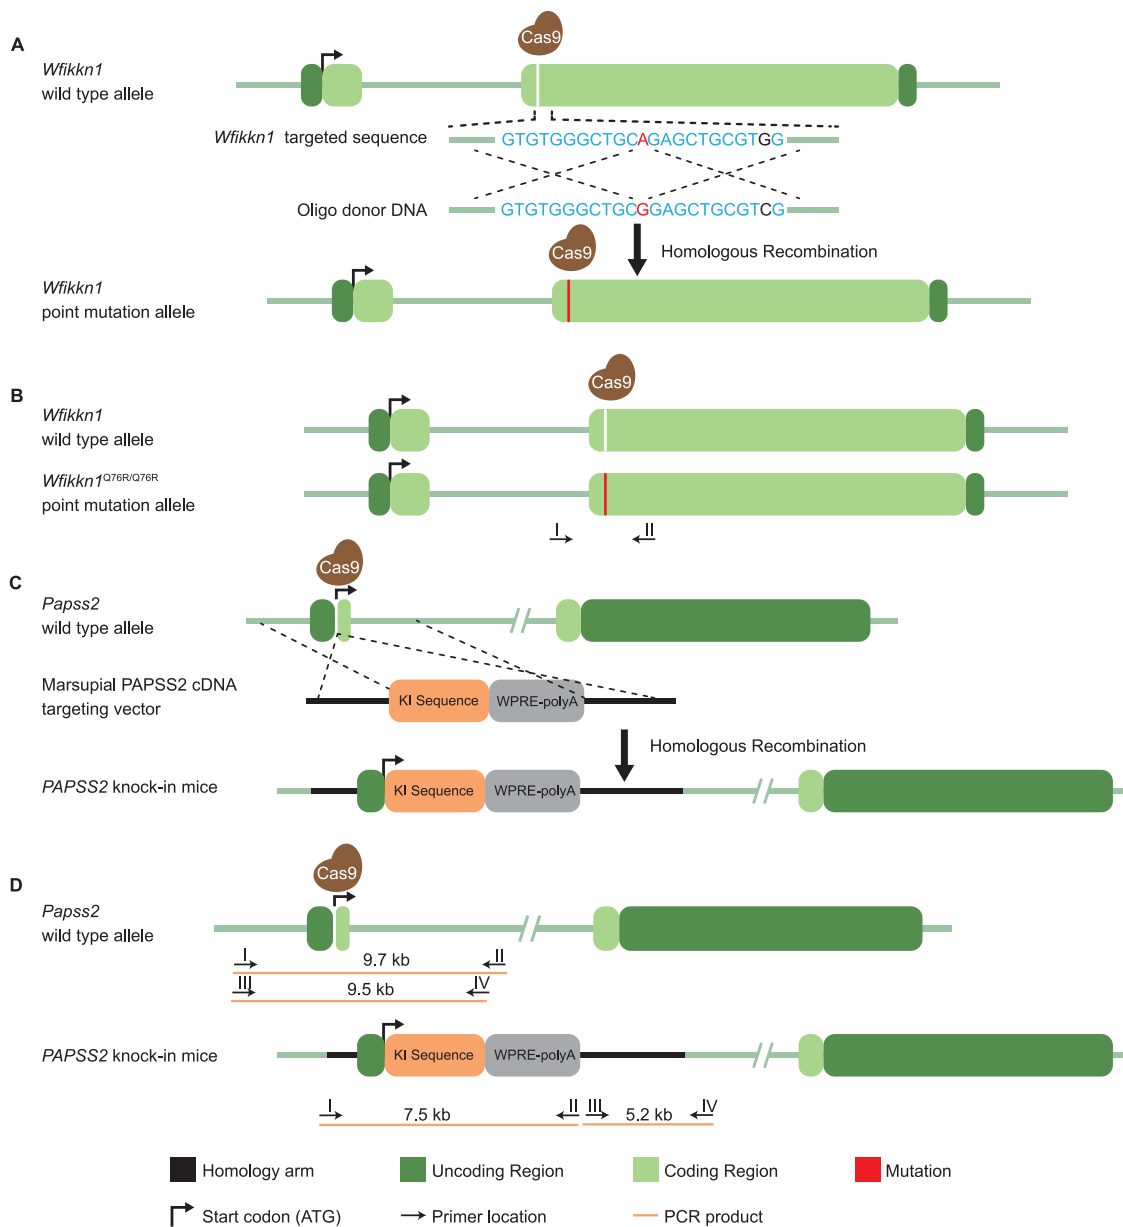 A
Cas9
Wfikkn1
wild type allele
Wfikkn1 targeted sequence
GTGTGGGCTGCAGAGCTGCGTGG
Oligo donor DNA
GTGTGGGCTGCGGAGCTGCGTCG
Cas9
Homologous Recombination
Wfikkn1
point mutation allele
B
Cas9
Wfikkn1
wild type allele
Wfikkn1Q76R/Q76R
point mutation allele
I II
C
Cas9
Papss2
wild type allele
Marsupial PAPSS2 cDNA
targeting vector
KI Sequence WPRE-polyA
Homologous Recombination
PAPSS2 knock-in mice
KI Sequence WPRE-polyA
D
Cas9
Papss2
wild type allele
I 9.7 kb II
III 9.5 kb IV
PAPSS2 knock-in mice
KI Sequence WPRE-polyA
I 7.5 kb II III 5.2 kb IV
Homology arm Uncoding Region Coding Region Mutation
Start codon (ATG) Primer location PCR product